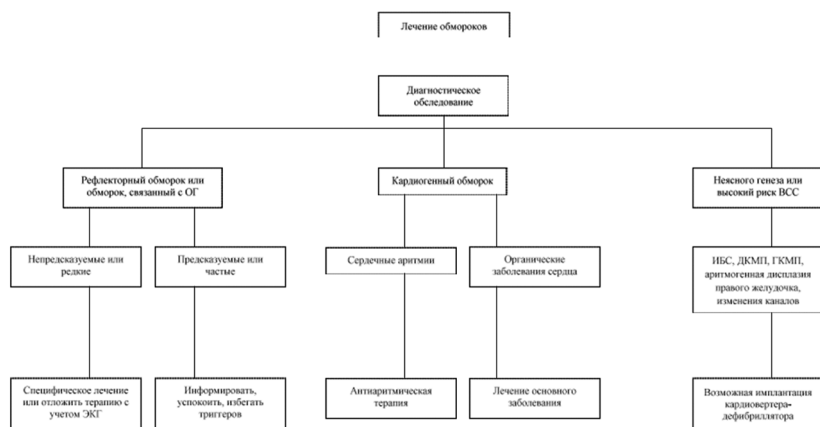 Лечение обмороков
Диагностическое
обследование
Рефлекторный обморок или
обморок, связанный с ОГ
Кардиогенный обморок
Неясного генеза или
высокий риск ВСС
Непредсказуемые или
редкие
Предсказуемые или
частые
Сердечные аритмии
Органические
заболевания сердца
ИБС, ДКМП, ГКМП,
аритмогенная дисплазия
правого желудочка,
изменения каналов
Специфическое лечение
или отложить терапию с
учетом ЭКГ
Информировать,
успокоить, избегать
триггеров
Антиаритмическая
терапия
Лечение основного
заболевания
Возможная имплантация
кардиовертера-
дефибриллятора